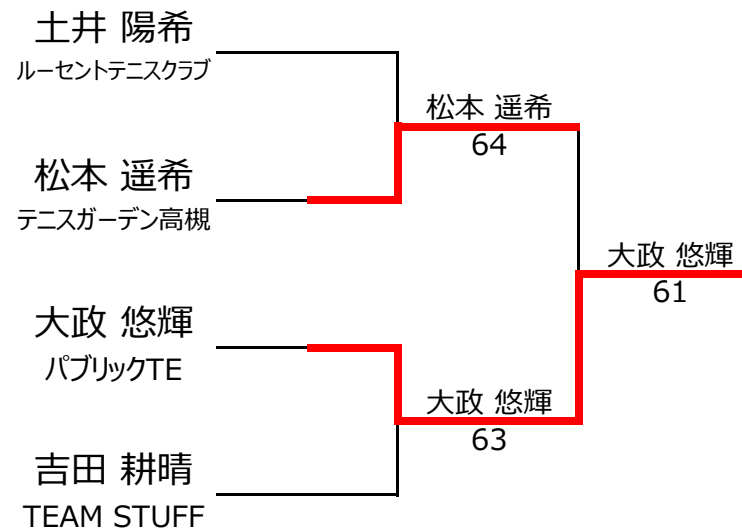 土井 陽希
ルーセントテニスクラブ
松本 遥希
64
松本 遥希
テニスガーデン高槻
大政 悠輝
61
大政 悠輝
パブリックTE
大政 悠輝
63
吉田 耕晴
TEAM STUFF